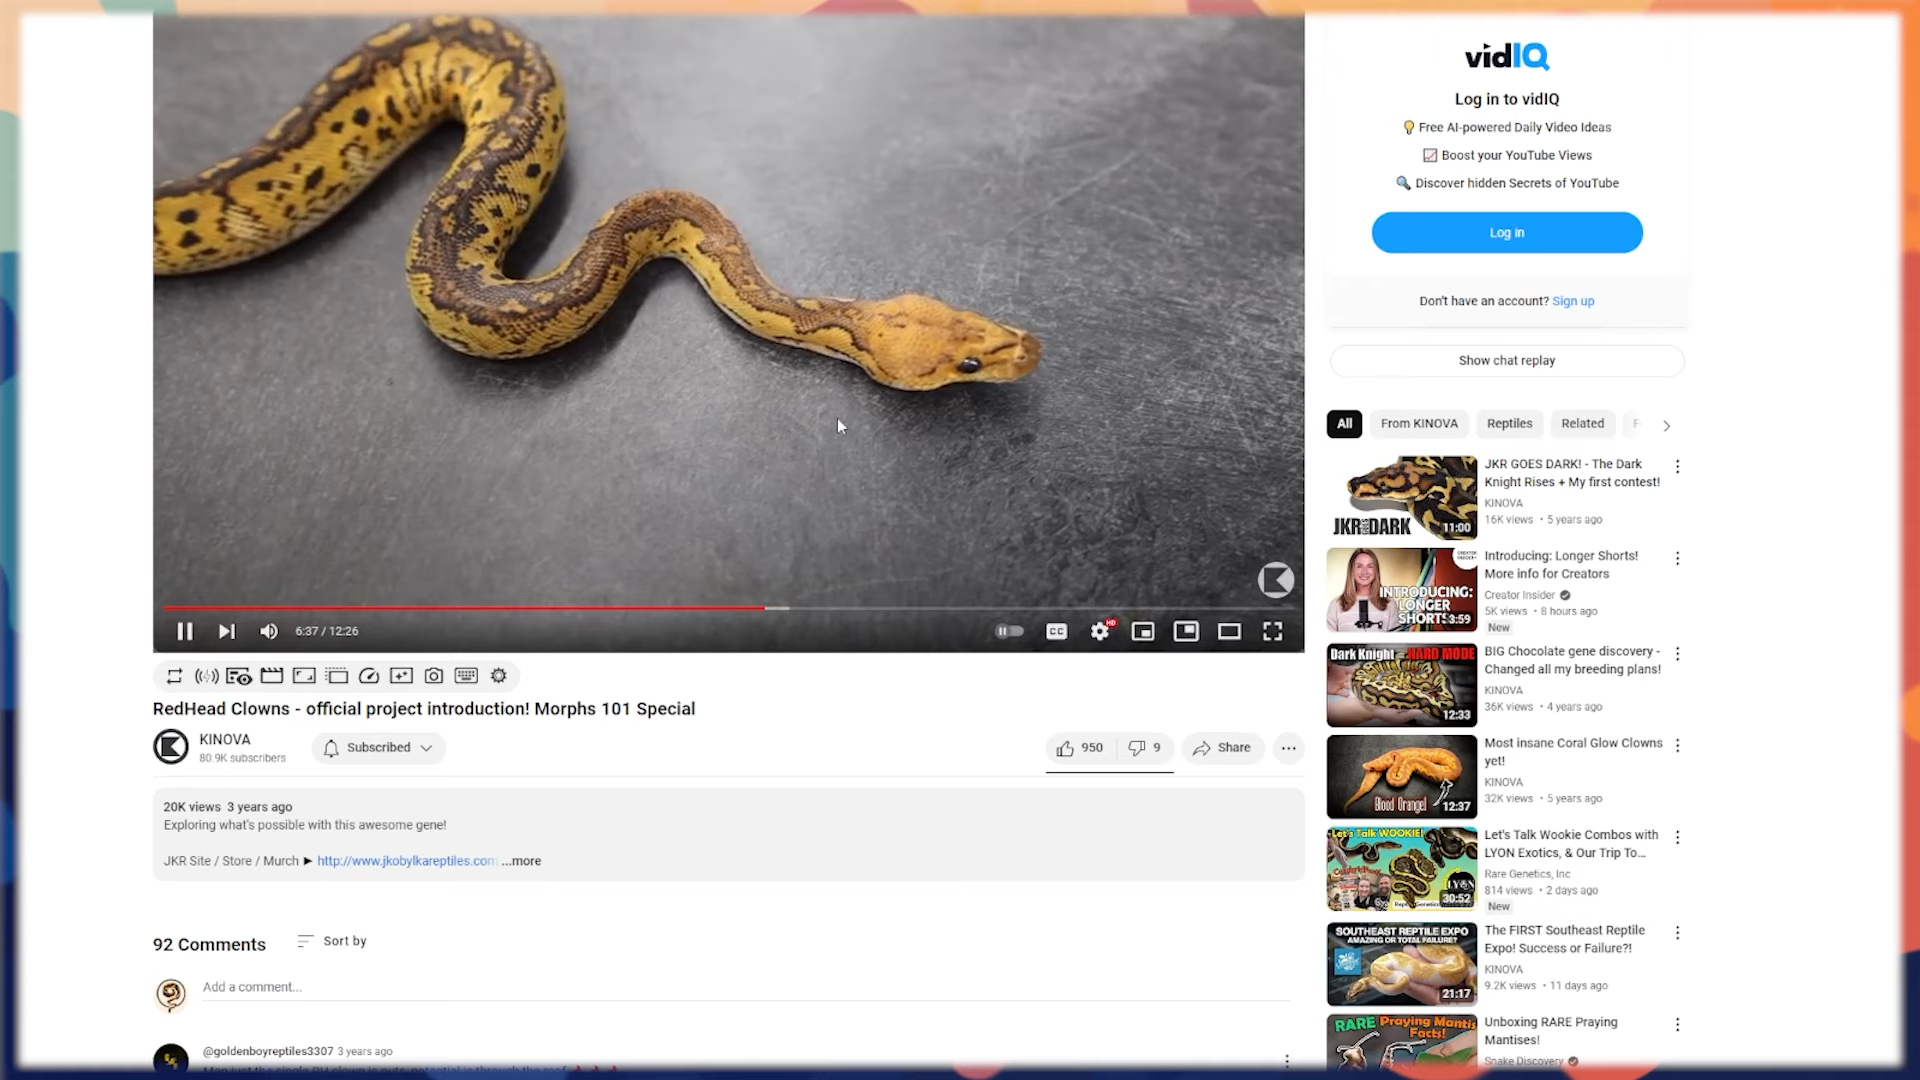 6:37 / 12:26
CC
HD
RedHead Clowns - official project introduction! Morphs 101 Special
KINOVA
80.9K subscribers
Subscribed
950
9
Share
20K views 3 years ago
Exploring what's possible with this awesome gene!
JKR Site / Store / Murch ► http://www.jkobylkareptiles.com ...more
92 Comments
Sort by
Add a comment...
@goldenboyreptiles3307 3 years ago
vidIQ
Log in to vidIQ
Free AI-powered Daily Video Ideas
Boost your YouTube Views
Discover hidden Secrets of YouTube
Log in
Don't have an account? Sign up
Show chat replay
All
From KINOVA
Reptiles
Related
JKR DARK
11:00
JKR GOES DARK! - The Dark
Knight Rises + My first contest!
KINOVA
16K views • 5 years ago
INTRODUCING:
LONGER
SHORTS
3:59
Introducing: Longer Shorts!
More info for Creators
Creator Insider
5K views • 8 hours ago
New
Dark Knight - HARD MODE
12:33
BIG Chocolate gene discovery -
Changed all my breeding plans!
KINOVA
36K views • 4 years ago
Blood Orange!
12:37
Most insane Coral Glow Clowns
yet!
KINOVA
32K views • 5 years ago
Let's Talk WOOKIE!
LYON
30:52
Let's Talk Wookie Combos with
LYON Exotics, & Our Trip To...
Rare Genetics, Inc
814 views • 2 days ago
New
SOUTHEAST REPTILE EXPO
AMAZING OR TOTAL FAILURE?
21:17
The FIRST Southeast Reptile
Expo! Success or Failure?!
KINOVA
9.2K views • 11 days ago
RARE Praying Mantis
Facts!
Unboxing RARE Praying
Mantises!
Snake Discovery